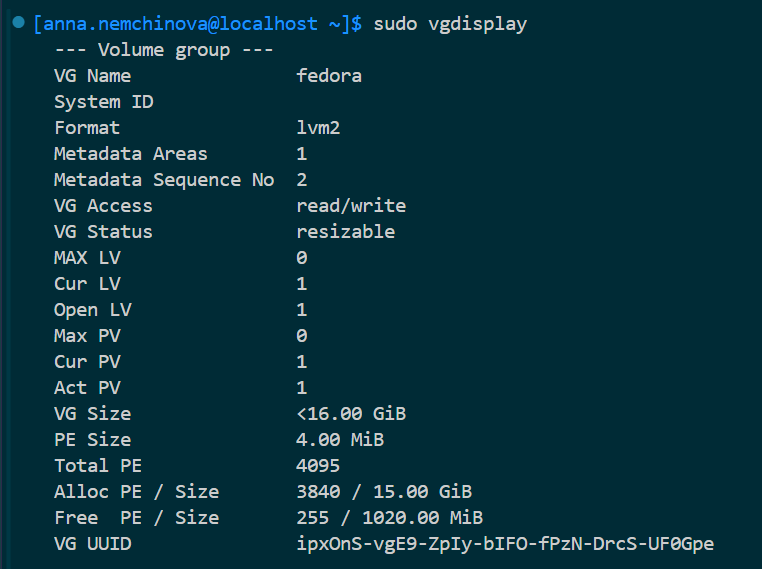 [anna.nemchinova@localhost ~]$ sudo vgdisplay
--- Volume group ---
VG Name fedora
System ID
Format lvm2
Metadata Areas 1
Metadata Sequence No 2
VG Access read/write
VG Status resizable
MAX LV 0
Cur LV 1
Open LV 1
Max PV 0
Cur PV 1
Act PV 1
VG Size <16.00 GiB
PE Size 4.00 MiB
Total PE 4095
Alloc PE / Size 3840 / 15.00 GiB
Free PE / Size 255 / 1020.00 MiB
VG UUID ipxOnS-vgE9-ZpIy-bIFO-fPzN-DrcS-UF0Gpe